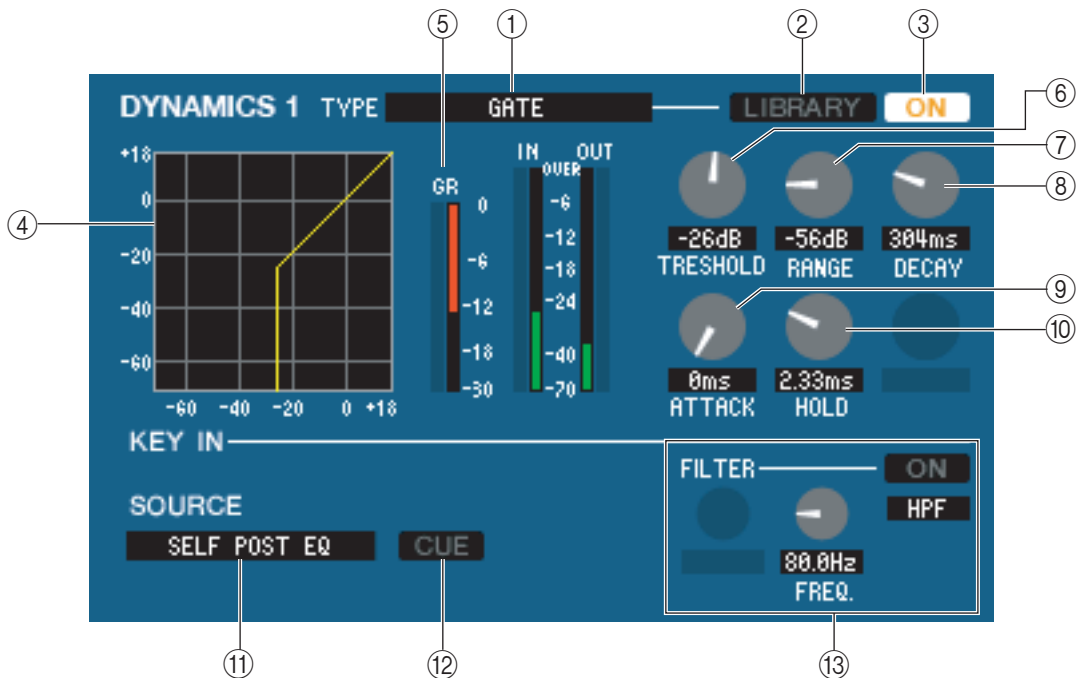 ⑤ ① ② ③
DYNAMICS 1 TYPE GATE LIBRARY ON
⑥
⑦
⑧
④
⑨
⑩
+18
0
-20
-40
-60
-60 -40 -20 0 +18
GR
0
-6
-12
-18
-30
IN OUT
OVER
-6
-12
-18
-24
-40
-70
-26dB -56dB 304ms
TRESHOLD RANGE DECAY
0ms 2.33ms
ATTACK HOLD
KEY IN
FILTER ON
SOURCE
HPF
SELF POST EQ CUE
80.0Hz
FREQ.
⑪ ⑫ ⑬